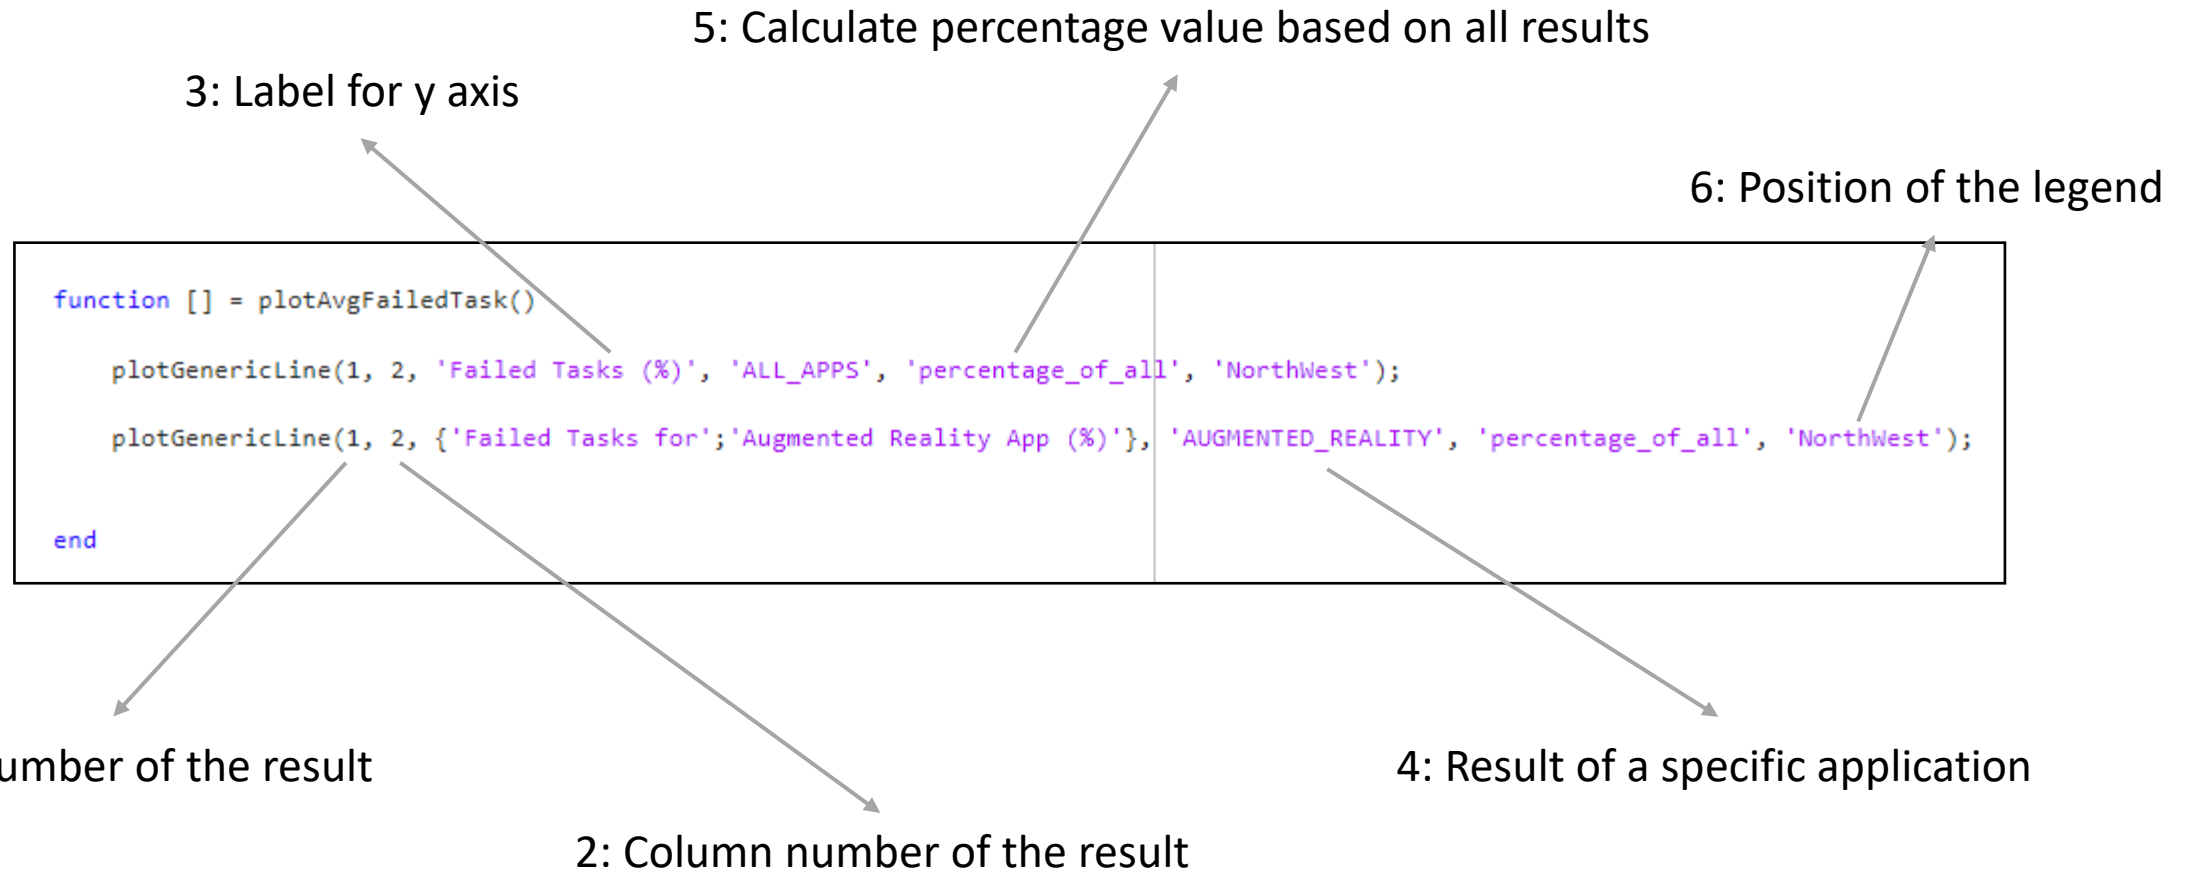 5: Calculate percentage value based on all results
3: Label for y axis
6: Position of the legend
function [] = plotAvgFailedTask()
plotGenericLine(1, 2, 'Failed Tasks (%)', 'ALL_APPS', 'percentage_of_all', 'NorthWest');
plotGenericLine(1, 2, {'Failed Tasks for';'Augmented Reality App (%)'}, 'AUGMENTED_REALITY', 'percentage_of_all', 'NorthWest');
end
of the result
4: Result of a specific application
2: Column number of the result